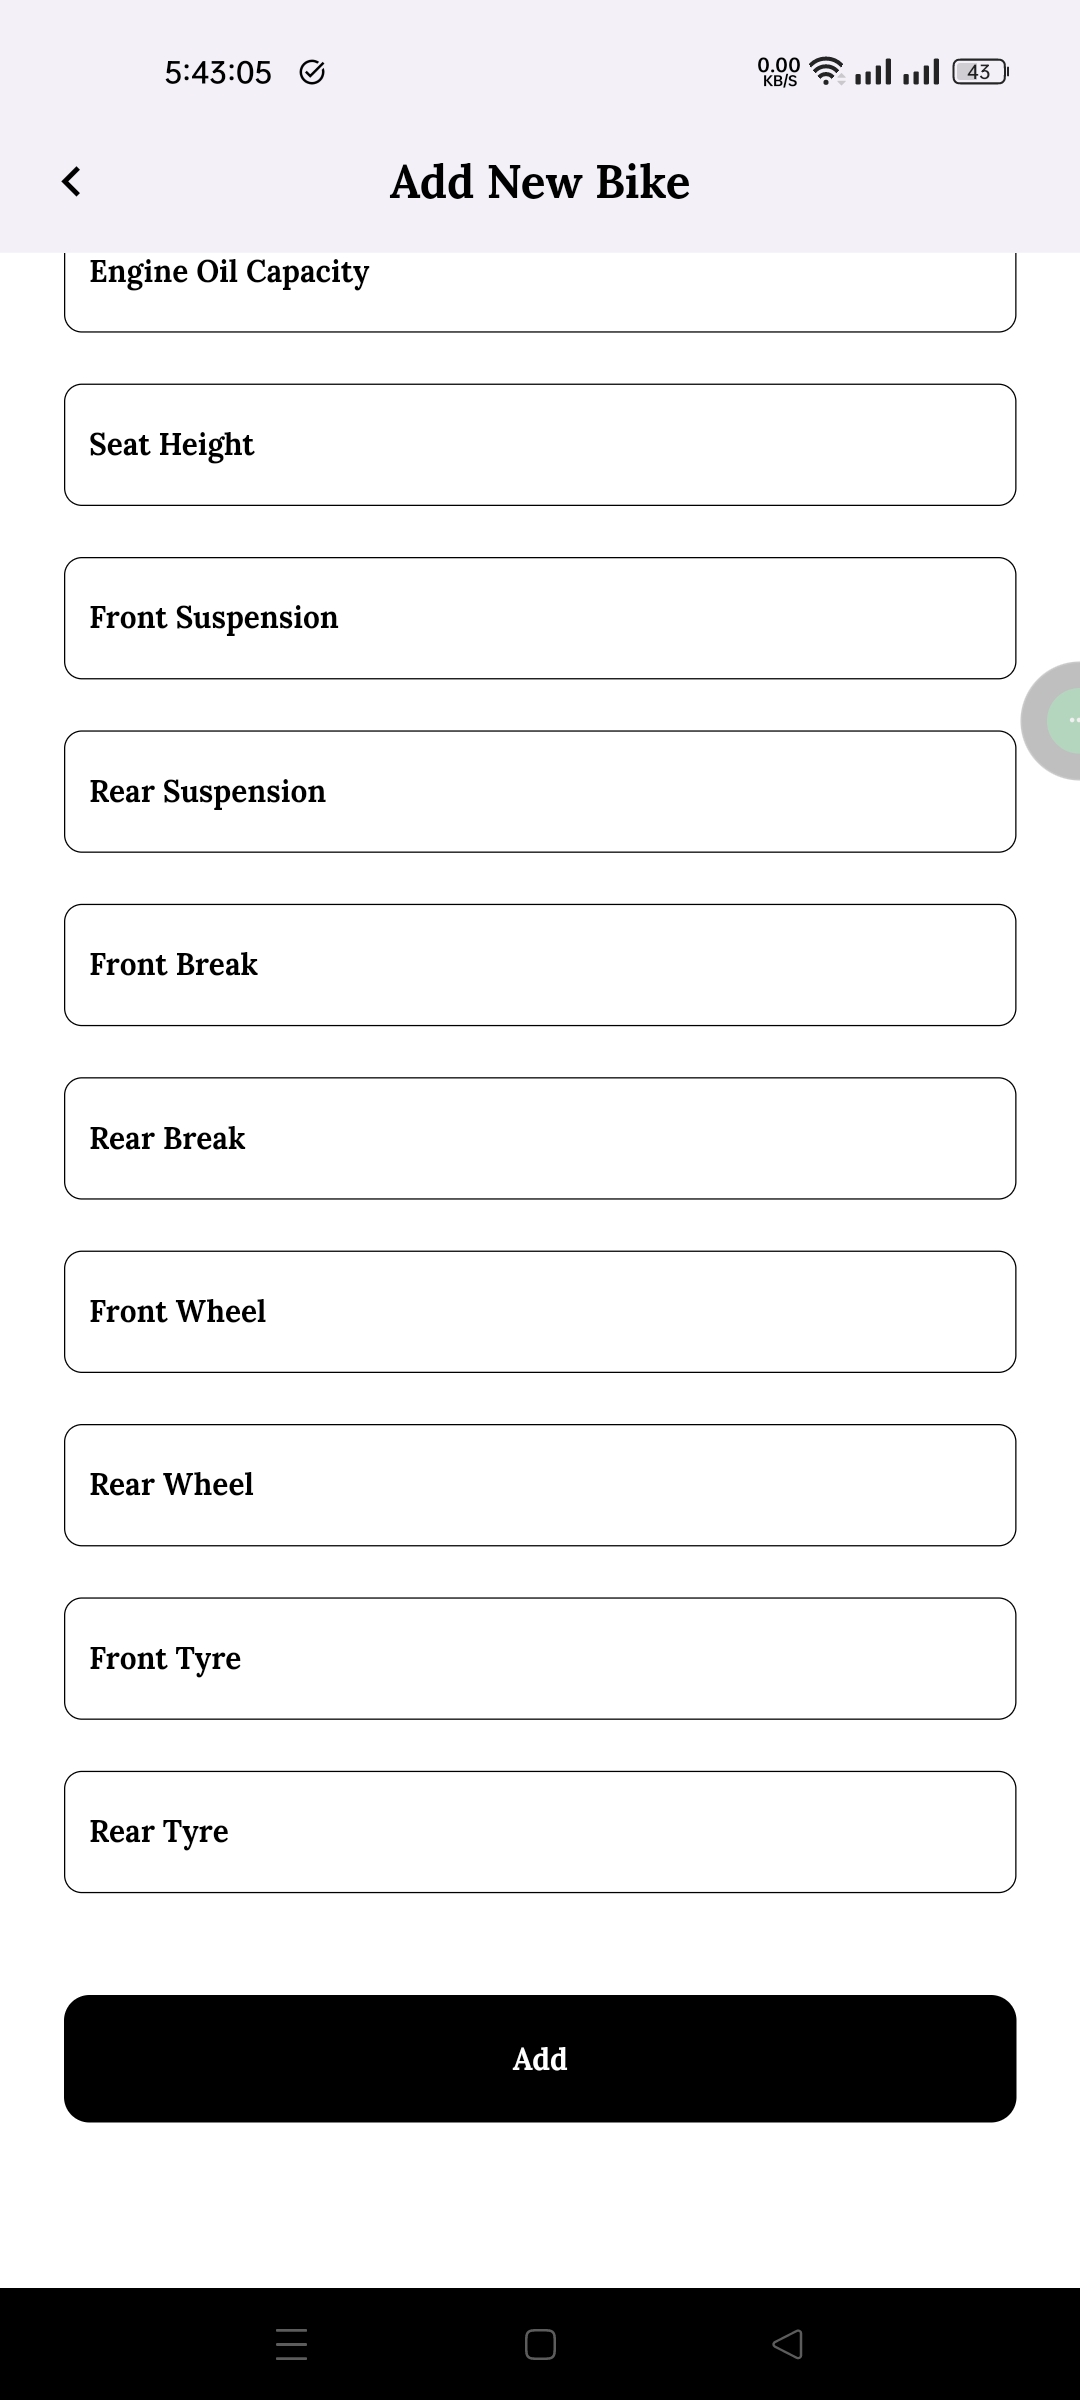 5:43:05
0.00
KB/S
43
Add New Bike
Engine Oil Capacity
Seat Height
Front Suspension
Rear Suspension
Front Break
Rear Break
Front Wheel
Rear Wheel
Front Tyre
Rear Tyre
Add